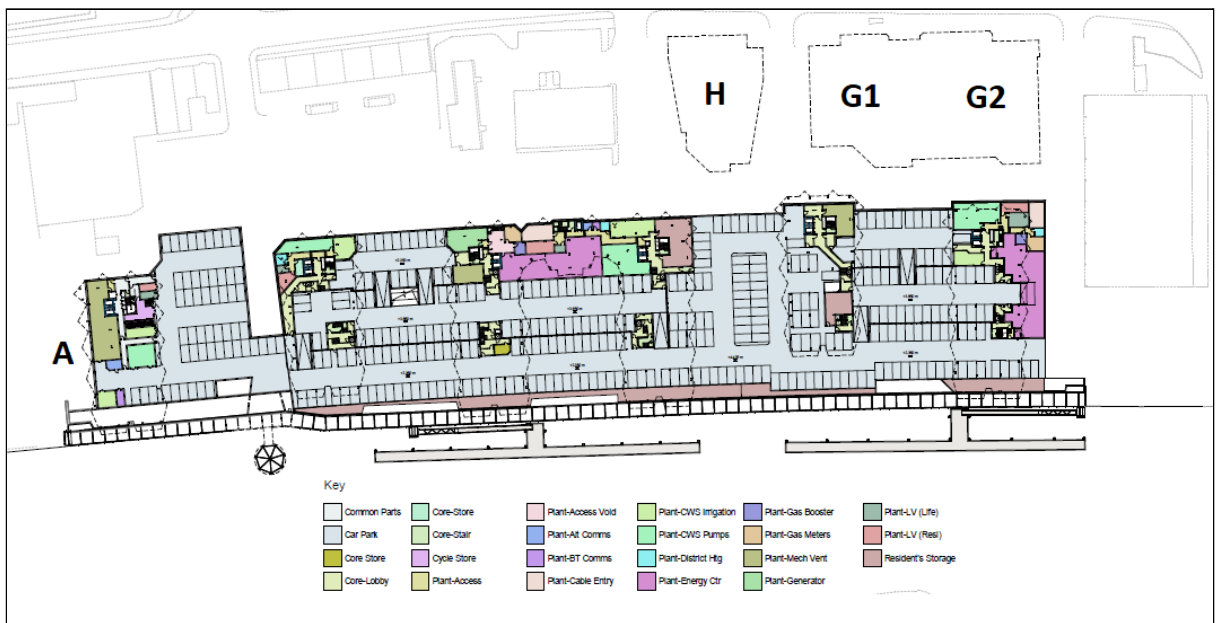 H
G1
G2
A
Key
Common Parts
Core-Store
Plant-Access Void
Plant-CWS Irrigation
Plant-Gas Booster
Plant-LV (Life)
Car Park
Core-Stair
Plant-Alt Comms
Plant-CWS Pumps
Plant-Gas Meters
Plant-LV (Resi)
Core Store
Cycle Store
Plant-BT Comms
Plant-District Htg
Plant-Mech Vent
Resident's Storage
Core-Lobby
Plant-Access
Plant-Cable Entry
Plant-Energy Ctr
Plant-Generator